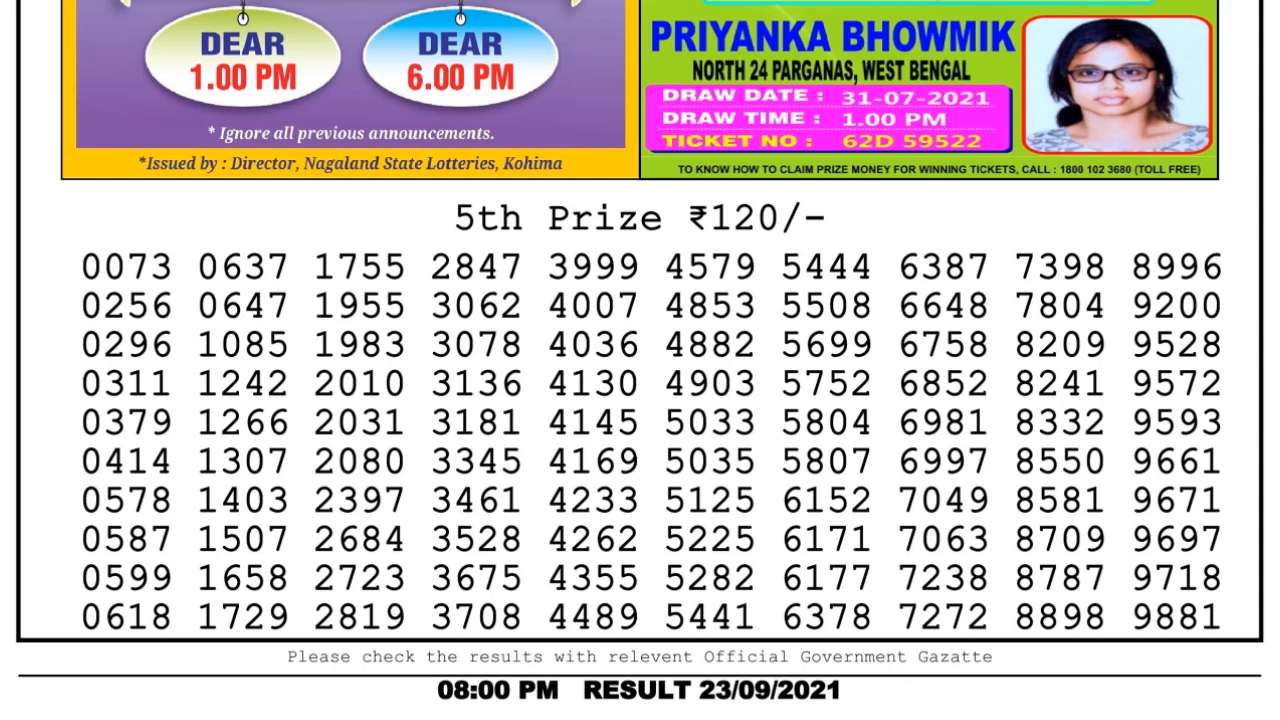 DEAR
1.00 PM
DEAR
6.00 PM
* Ignore all previous announcements.
*Issued by : Director, Nagaland State Lotteries, Kohima
PRIYANKA BHOWMIK
NORTH 24 PARGANAS, WEST BENGAL
DRAW DATE : 31-07-2021
DRAW TIME : 1.00 PM
TICKET NO : 62D 59522
TO KNOW HOW TO CLAIM PRIZE MONEY FOR WINNING TICKETS, CALL : 1800 102 3680 (TOLL FREE)
5th Prize ₹120/-
0073 0637 1755 2847 3999 4579 5444 6387 7398 8996
0256 0647 1955 3062 4007 4853 5508 6648 7804 9200
0296 1085 1983 3078 4036 4882 5699 6758 8209 9528
0311 1242 2010 3136 4130 4903 5752 6852 8241 9572
0379 1266 2031 3181 4145 5033 5804 6981 8332 9593
0414 1307 2080 3345 4169 5035 5807 6997 8550 9661
0578 1403 2397 3461 4233 5125 6152 7049 8581 9671
0587 1507 2684 3528 4262 5225 6171 7063 8709 9697
0599 1658 2723 3675 4355 5282 6177 7238 8787 9718
0618 1729 2819 3708 4489 5441 6378 7272 8898 9881
Please check the results with relevent Official Government Gazatte
08:00 PM RESULT 23/09/2021